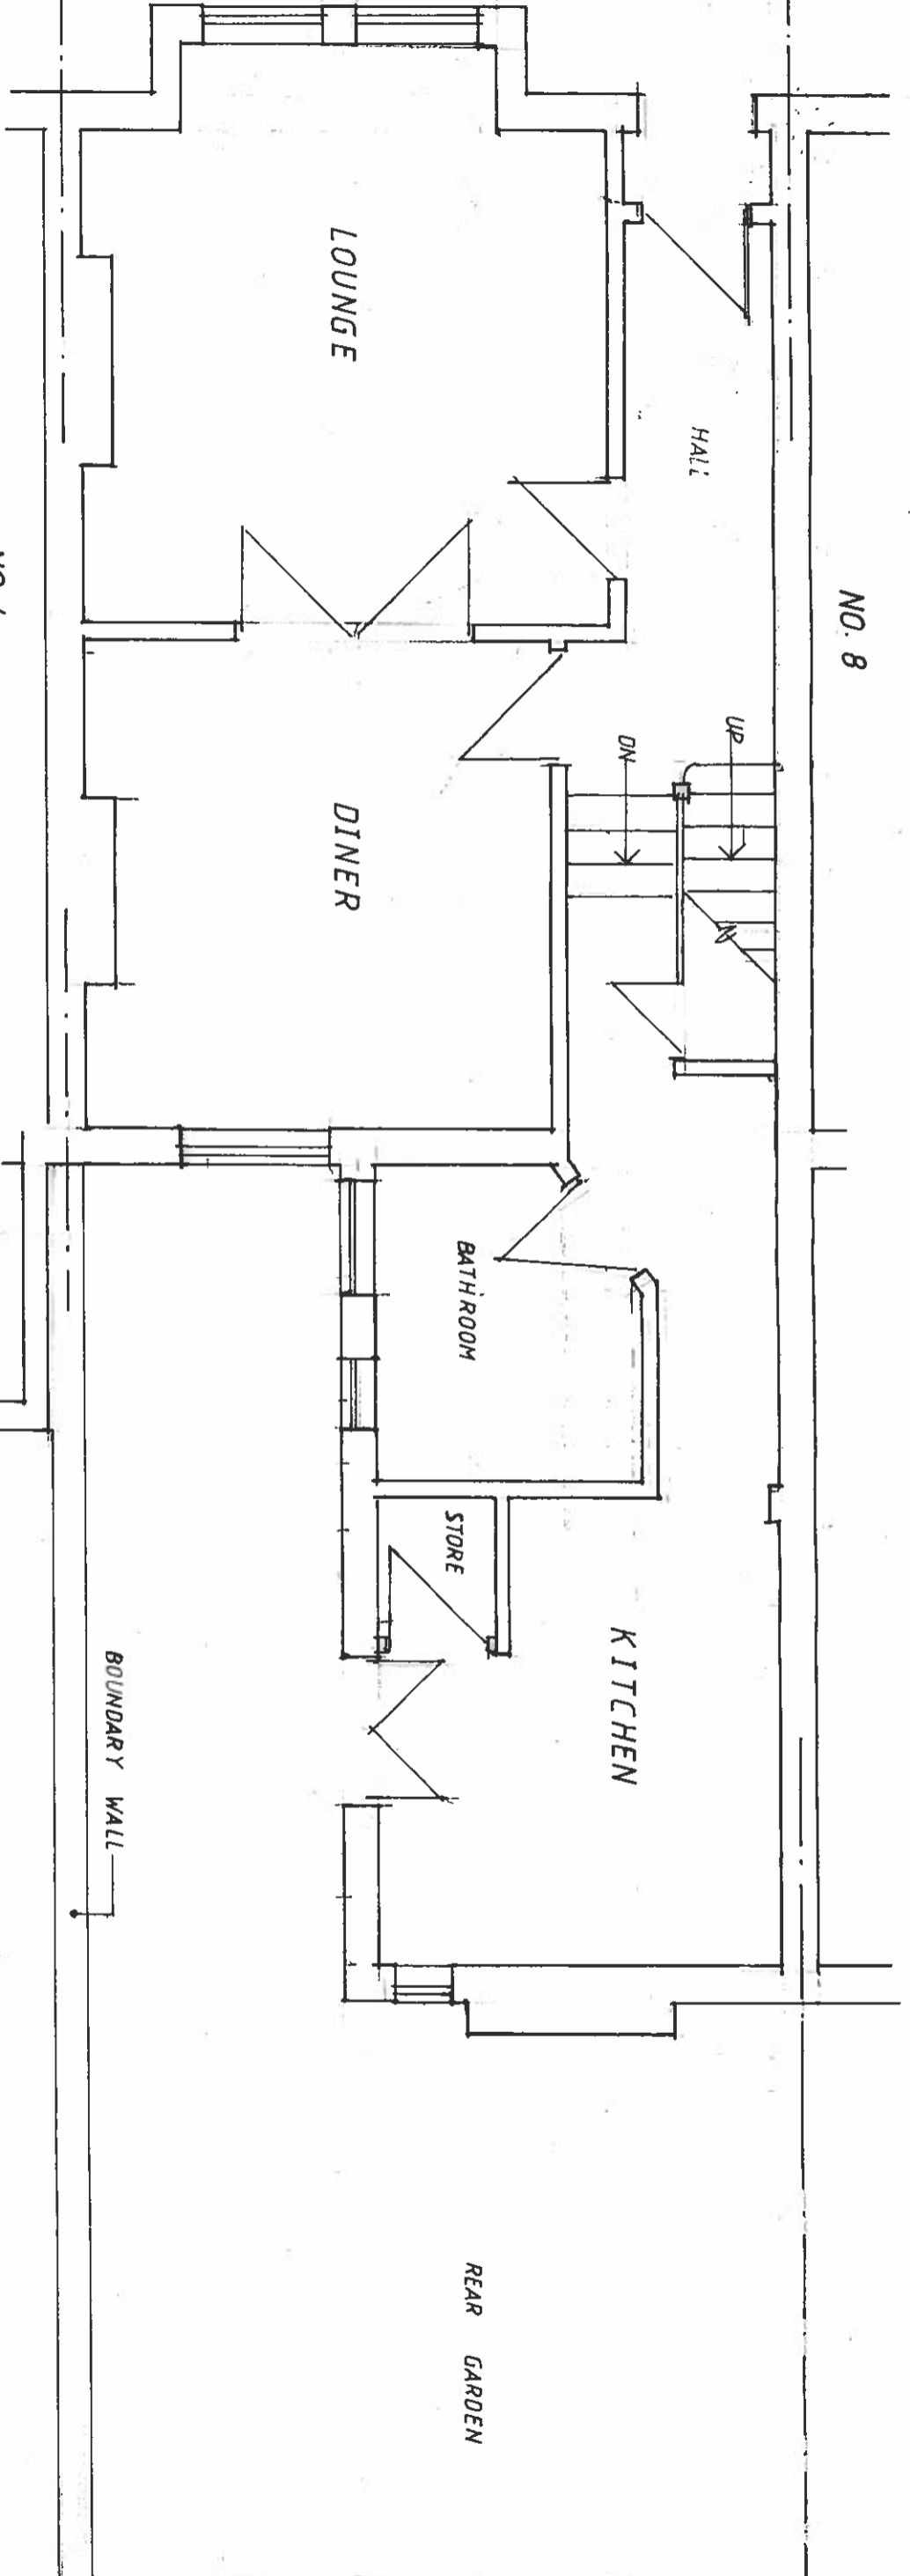 NO. 8
HALL
UP
DN
LOUNGE
DINER
BATHROOM
STORE
KITCHEN
BOUNDARY WALL
REAR GARDEN